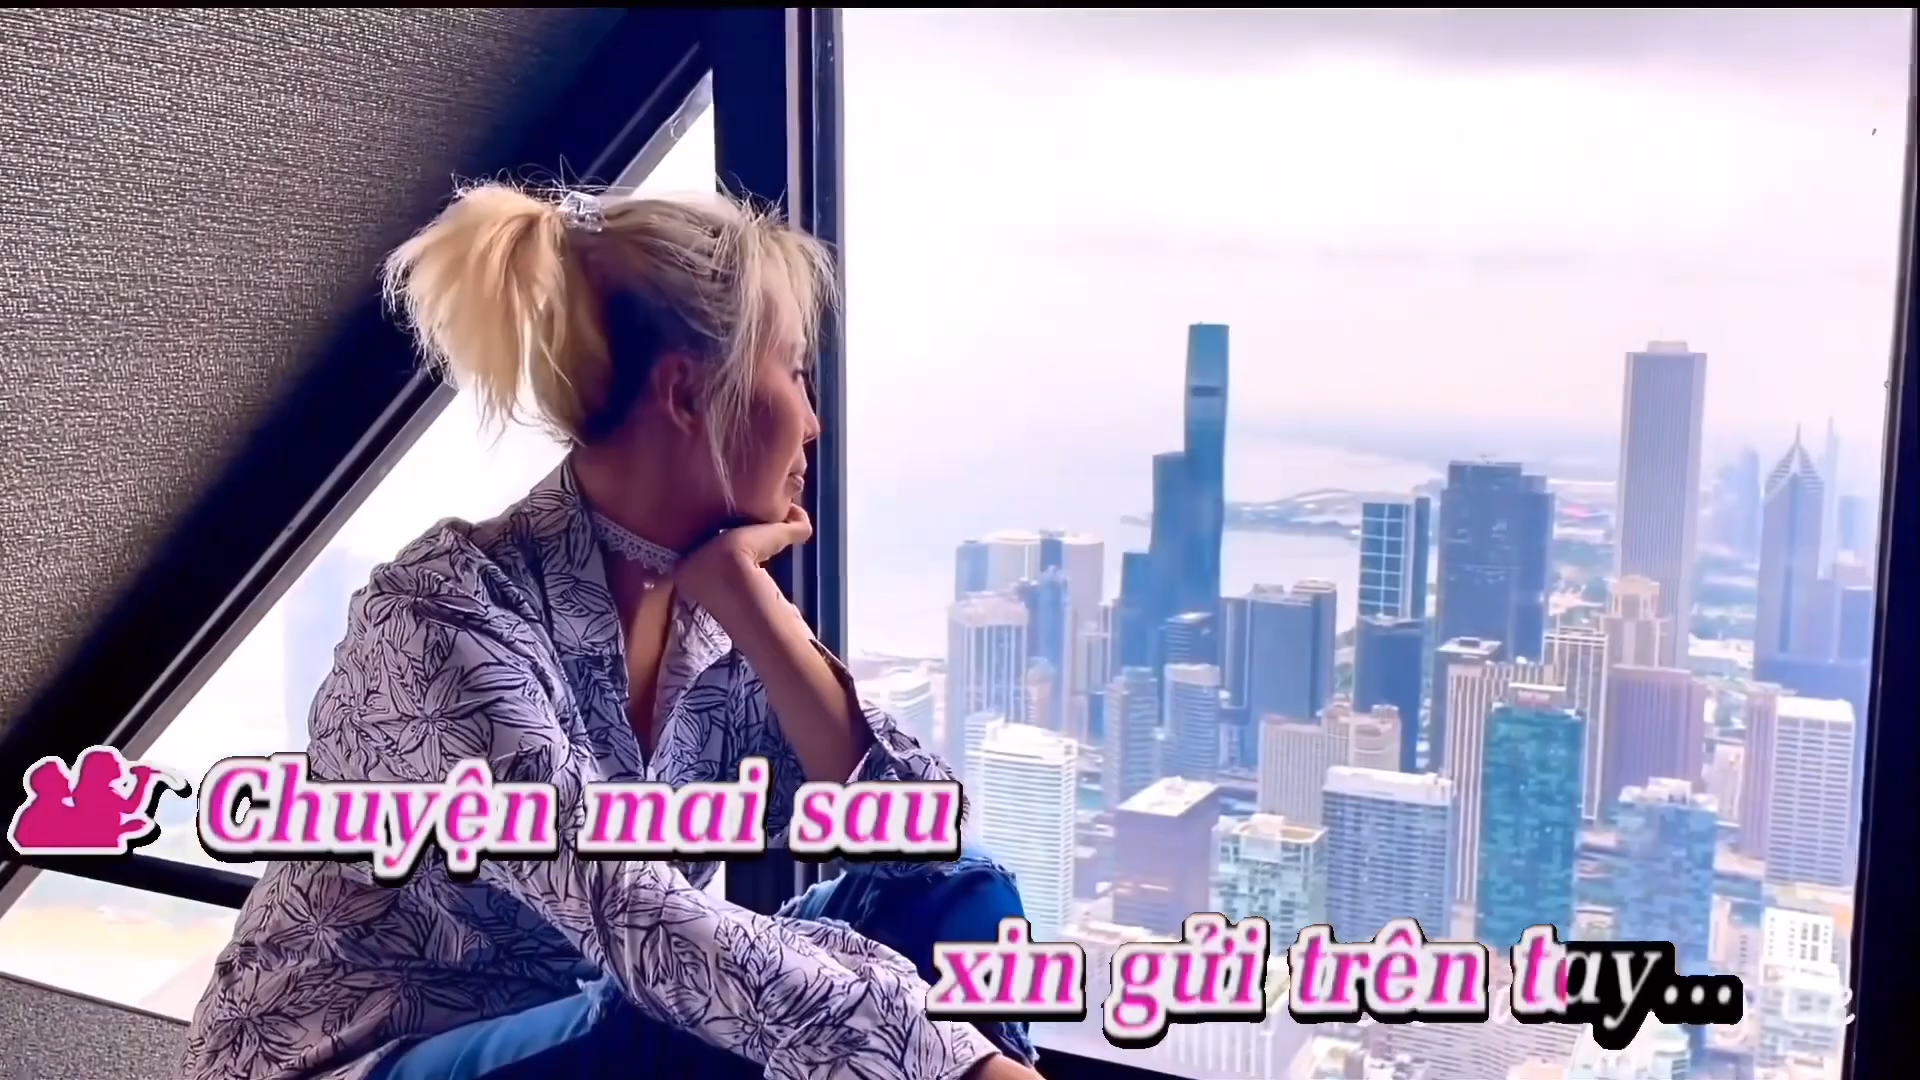 Chuyện mai sau
xin gửi trên tay...